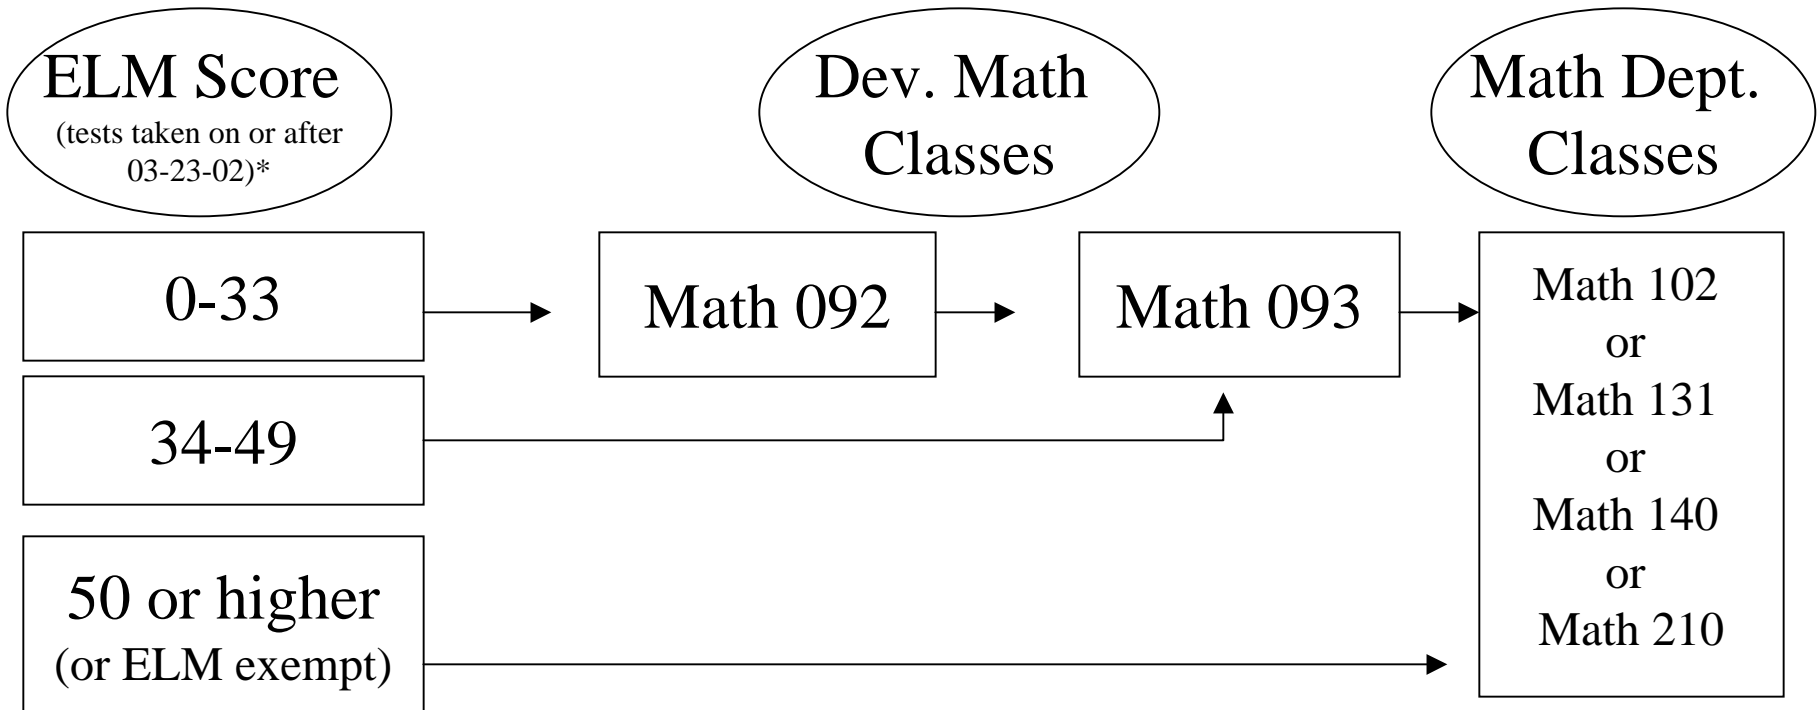 ELM Score
(tests taken on or after
03-23-02)*
Dev. Math
Classes
Math Dept.
Classes
0-33
Math 092
Math 093
34-49
50 or higher
(or ELM exempt)
Math 102
or
Math 131
or
Math 140
or
Math 210